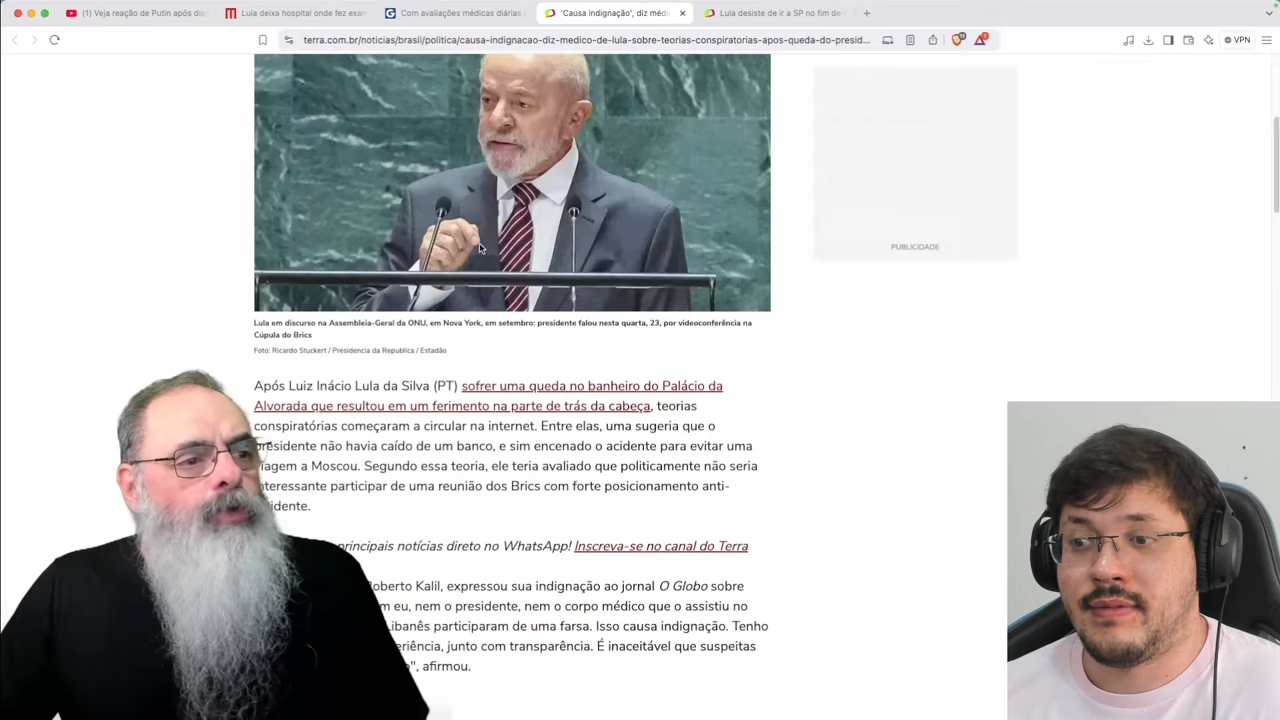 (1) Veja reação de Putin após dis
Lula deixa hospital onde fez exam
Com avaliações médicas diárias
'Causa indignação', diz médi
Lula desiste de ir a SP no fim de
terra.com.br/noticias/brasil/politica/causa-indignacao-diz-medico-de-lula-sobre-teorias-conspiratorias-apos-queda-do-presid...
VPN
PUBLICIDADE
Lula em discurso na Assembleia-Geral da ONU, em Nova York, em setembro: presidente falou nesta quarta, 23, por videoconferência na
Cúpula do Brics
Foto: Ricardo Stuckert / Presidencia da Republica / Estadão
Após Luiz Inácio Lula da Silva (PT) sofrer uma queda no banheiro do Palácio da
Alvorada que resultou em um ferimento na parte de trás da cabeça, teorias
conspiratórias começaram a circular na internet. Entre elas, uma sugeria que o
presidente não havia caído de um banco, e sim encenado o acidente para evitar uma
iagem a Moscou. Segundo essa teoria, ele teria avaliado que politicamente não seria
nteressante participar de uma reunião dos Brics com forte posicionamento anti-
idente.
principais notícias direto no WhatsApp! Inscreva-se no canal do Terra
Roberto Kalil, expressou sua indignação ao jornal O Globo sobre
m eu, nem o presidente, nem o corpo médico que o assistiu no
Libanês participaram de uma farsa. Isso causa indignação. Tenho
eriência, junto com transparência. É inaceitável que suspeitas
", afirmou.